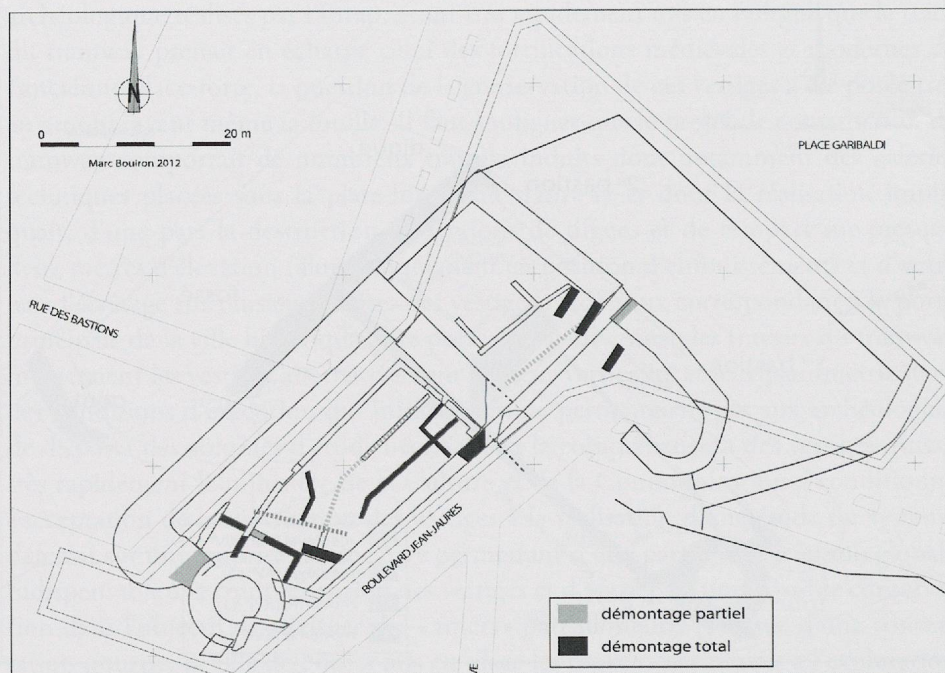 N
0 20 m
Marc Bouiron 2012
PLACE GARIBALDI
RUE DES BASTIONS
BOULEVARD JEAN-JAURES
démontage partiel
démontage total